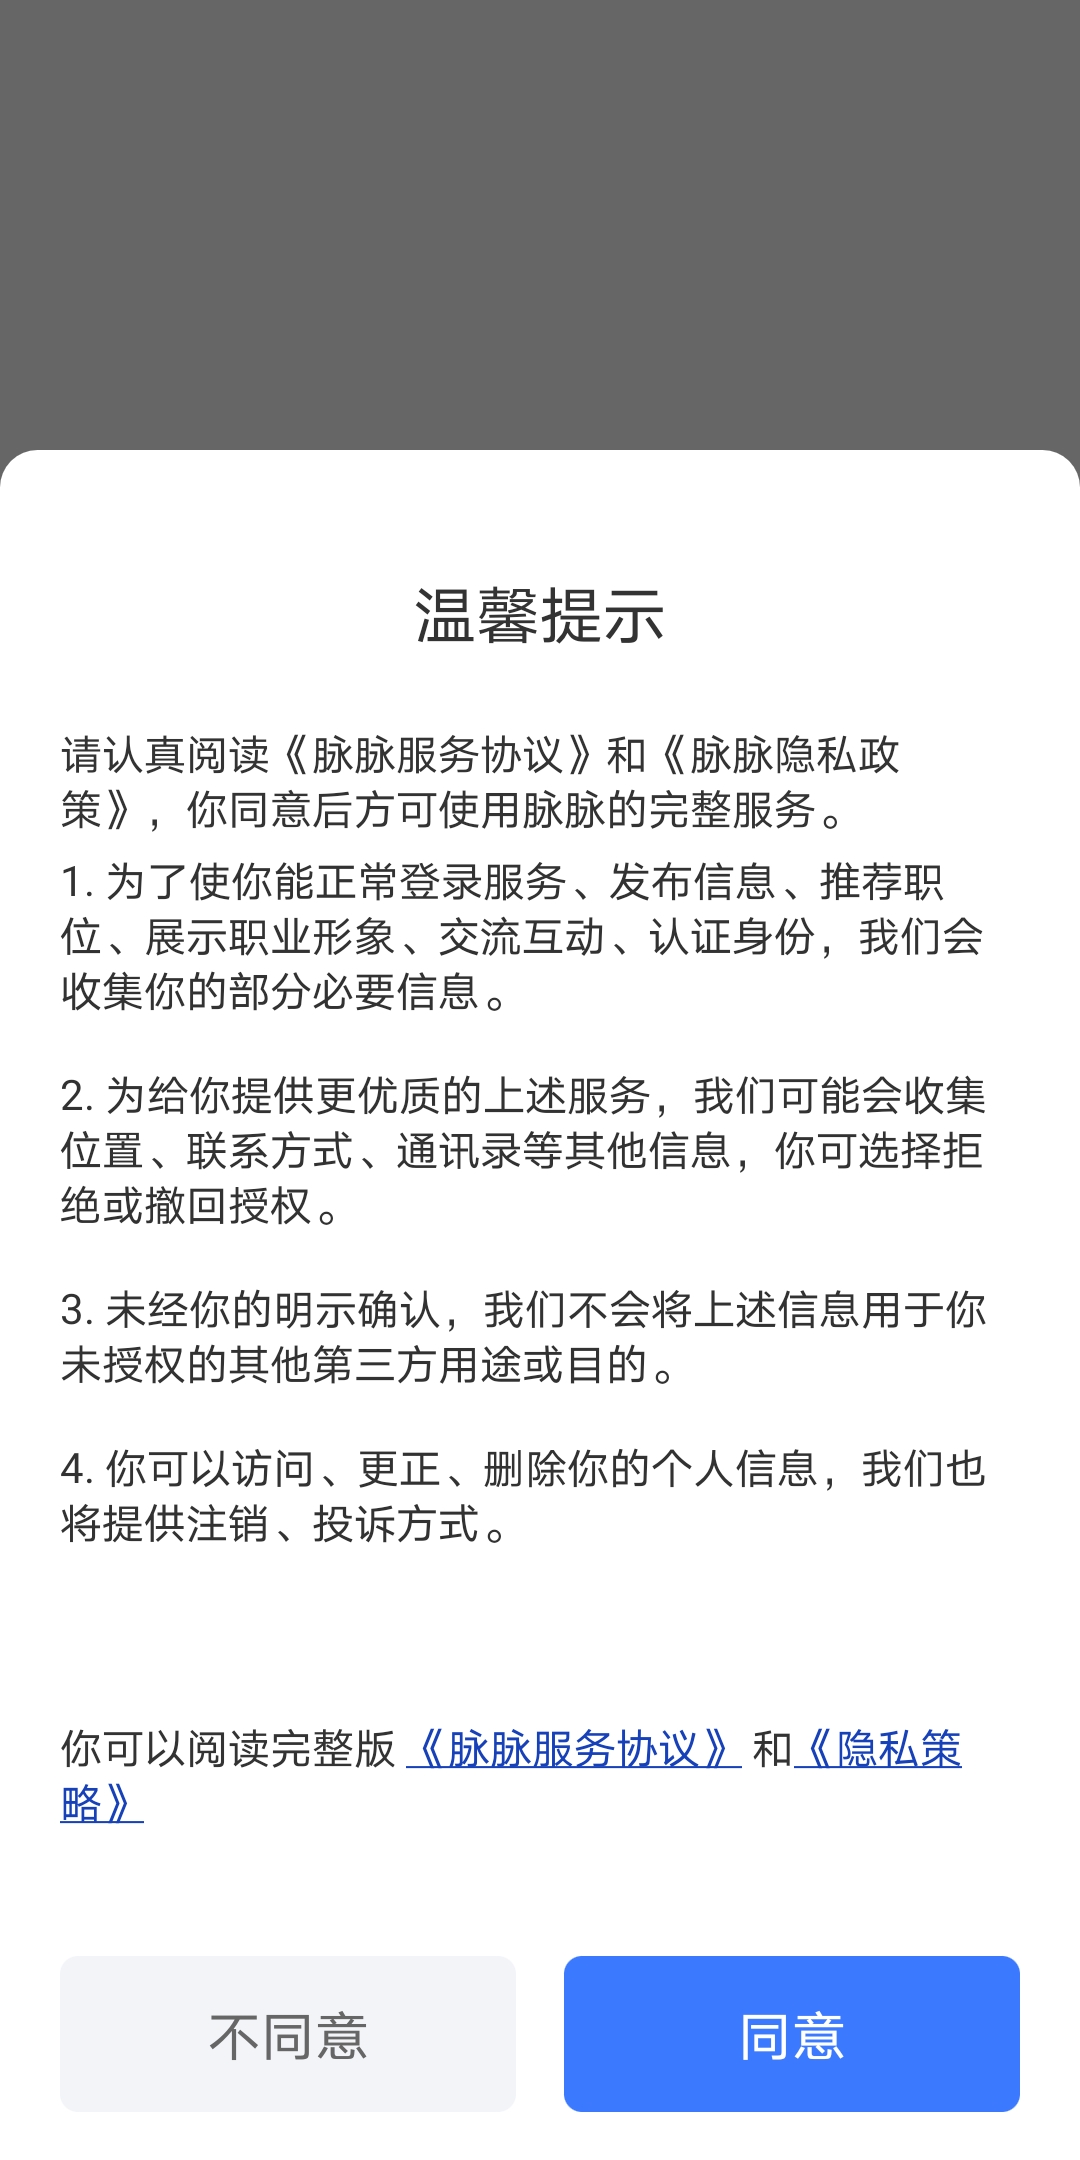 温馨提示
请认真阅读《脉脉服务协议》和《脉脉隐私政
策》，你同意后方可使用脉脉的完整服务。
1. 为了使你能正常登录服务、发布信息、推荐职
位、展示职业形象、交流互动、认证身份，我们会
收集你的部分必要信息。
2. 为给你提供更优质的上述服务，我们可能会收集
位置、联系方式、通讯录等其他信息，你可选择拒
绝或撤回授权。
3. 未经你的明示确认，我们不会将上述信息用于你
未授权的其他第三方用途或目的。
4. 你可以访问、更正、删除你的个人信息，我们也
将提供注销、投诉方式。
你可以阅读完整版《脉脉服务协议》 和《隐私策
略》
不同意
同意